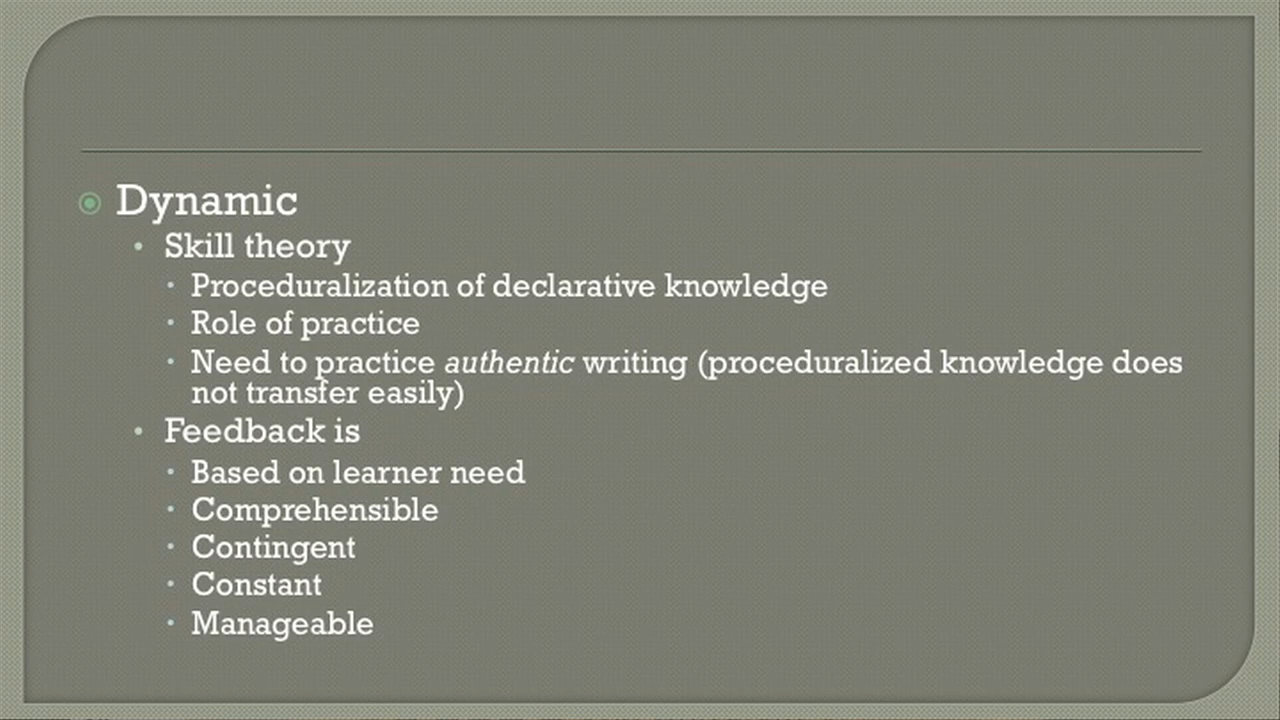 Dynamic
Skill theory
Proceduralization of declarative knowledge
Role of practice
Need to practice authentic writing (proceduralized knowledge does
not transfer easily)
Feedback is
Based on learner need
Comprehensible
Contingent
Constant
Manageable